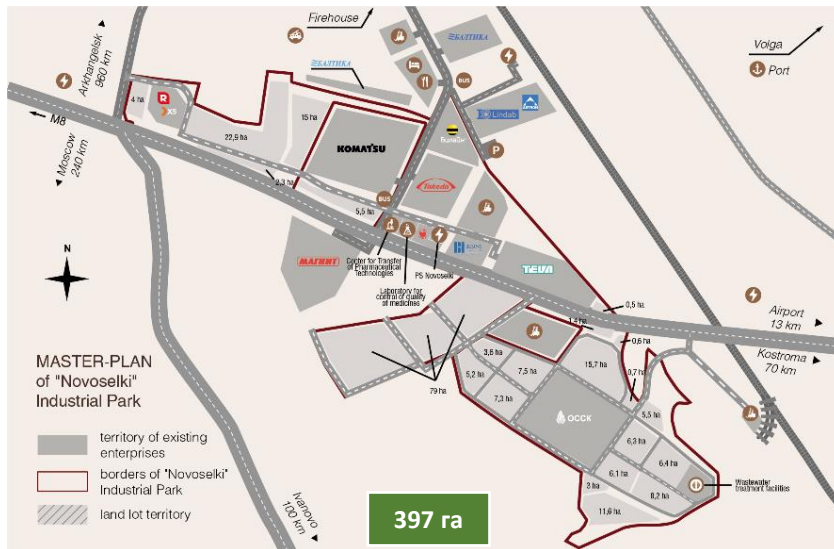 Firehouse
Arkhangelsk
960 km
БАЛТИКА
БАЛТИКА
Volga
Port
BUS
4 ha
R
X5
M8
15 ha
22,9 ha
KOMATSU
Lindab
Билайн
P
Moscow
240 km
2,3 ha
Takeda
BUS
5,5 ha
N
МАГНИТ
Center for Transfer
of Pharmaceutical
Technologies
PS Novoselki
TEVA
Laboratory for
control of quality
of medicines
0,5 ha
1,4 ha
Airport
13 km
0,6 ha
Kostroma
70 km
MASTER-PLAN
of "Novoselki"
Industrial Park
3,6 ha
7,5 ha
15,7 ha
5,2 ha
0,7 ha
79 ha
7,3 ha
ОССК
5,5 ha
territory of existing
enterprises
6,3 ha
6,4 ha
borders of "Novoselki"
Industrial Park
6,1 ha
Wastewater
treatment facilities
3 ha
8,2 ha
land lot territory
11,6 ha
Ivanovo
100 km
397 га